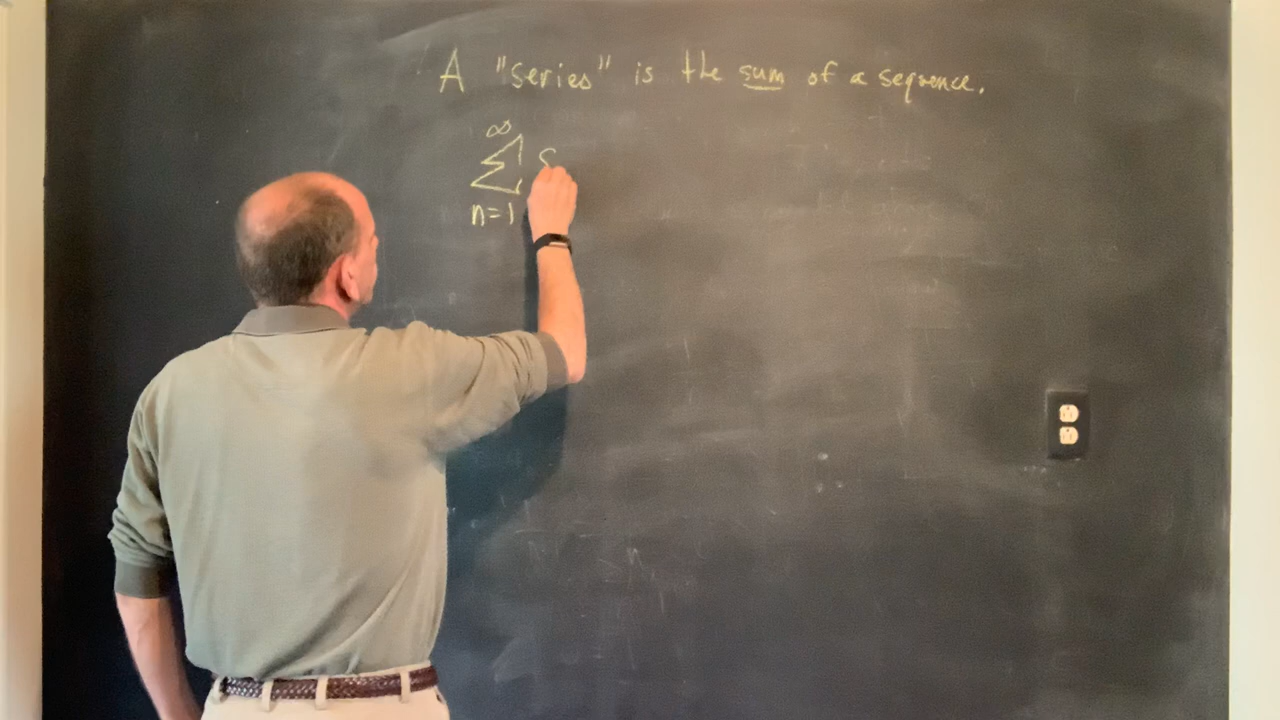 A "series" is the sum of a sequence.
∞
∑ s
n=1